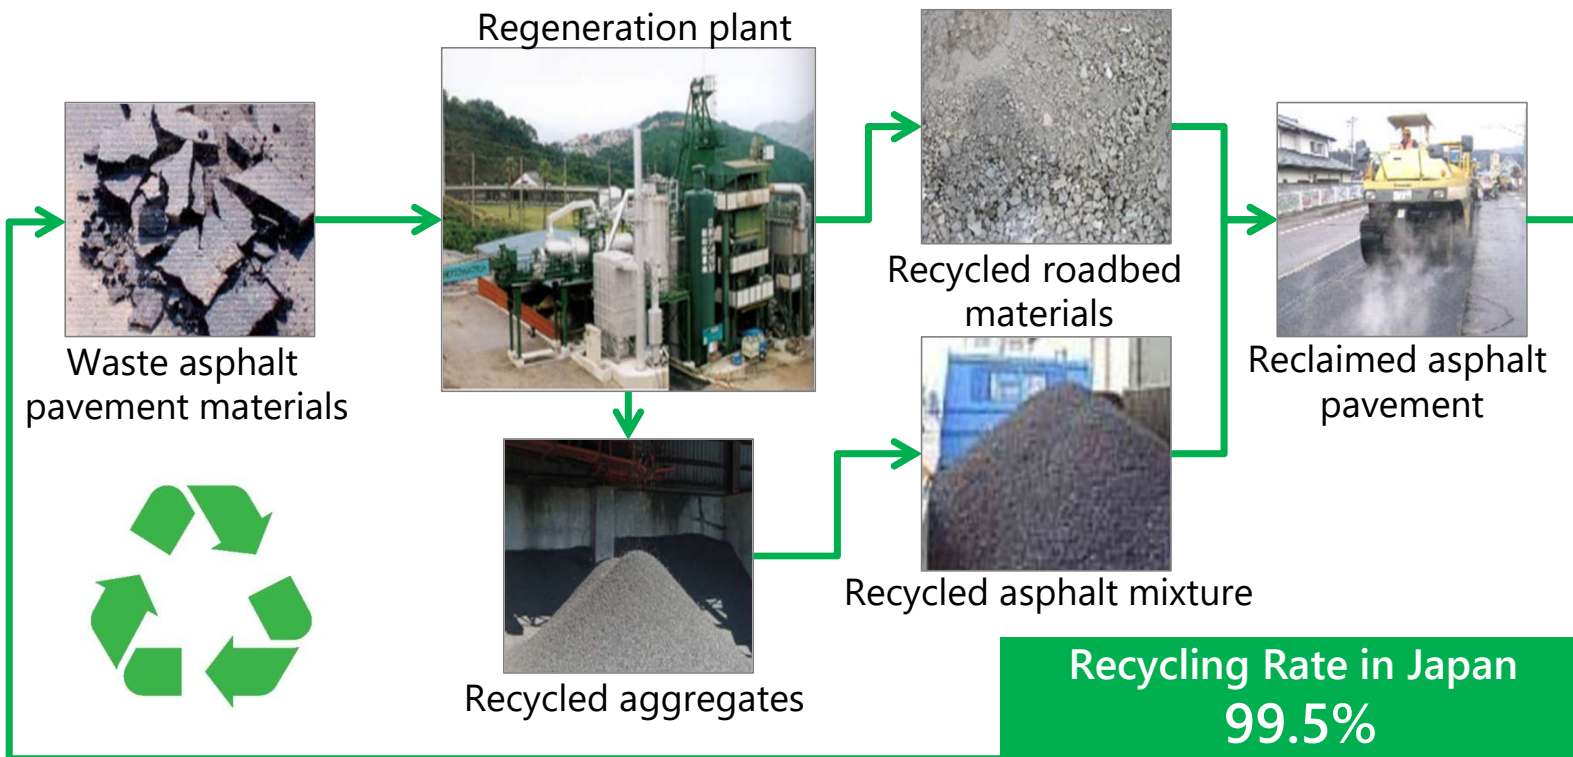 Regeneration plant
Waste asphalt
pavement materials
Recycled roadbed
materials
Reclaimed asphalt
pavement
Recycled aggregates
Recycled asphalt mixture
Recycling Rate in Japan
99.5%